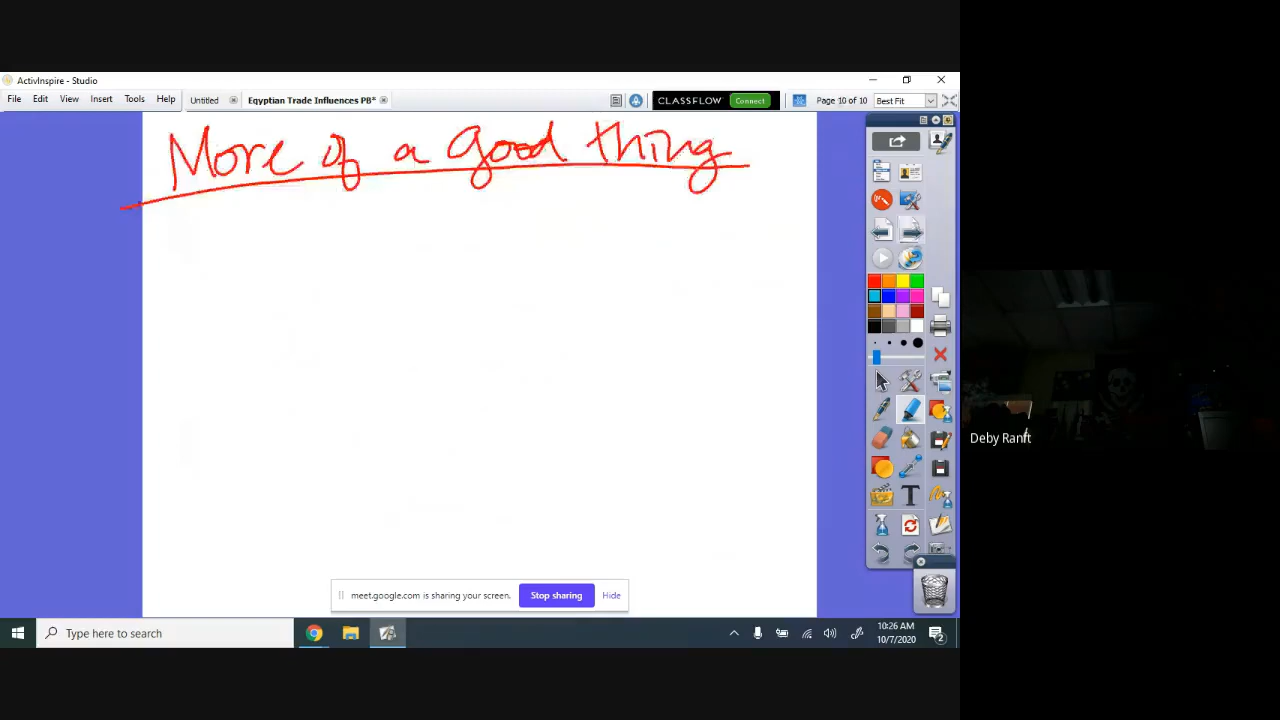 ActivInspire - Studio
File Edit View Insert Tools Help Untitled Egyptian Trade Influences PB* CLASSFLOW Connect Page 10 of 10 Best Fit
More of a good thing
T
Deby Ranft
meet.google.com is sharing your screen. Stop sharing Hide
Type here to search
10:26 AM
10/7/2020
2